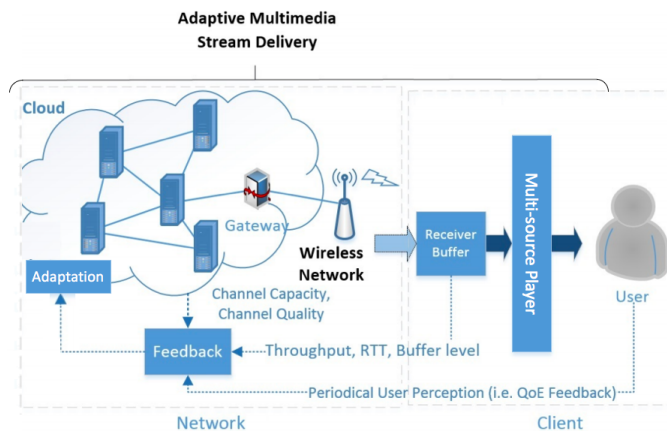 Adaptive Multimedia
Stream Delivery
Cloud
Gateway
Wireless
Network
Adaptation
Channel Capacity,
Channel Quality
Feedback
Throughput, RTT, Buffer level
Periodical User Perception (i.e. QoE Feedback)
Network
Receiver
Buffer
Multi-source Player
User
Client